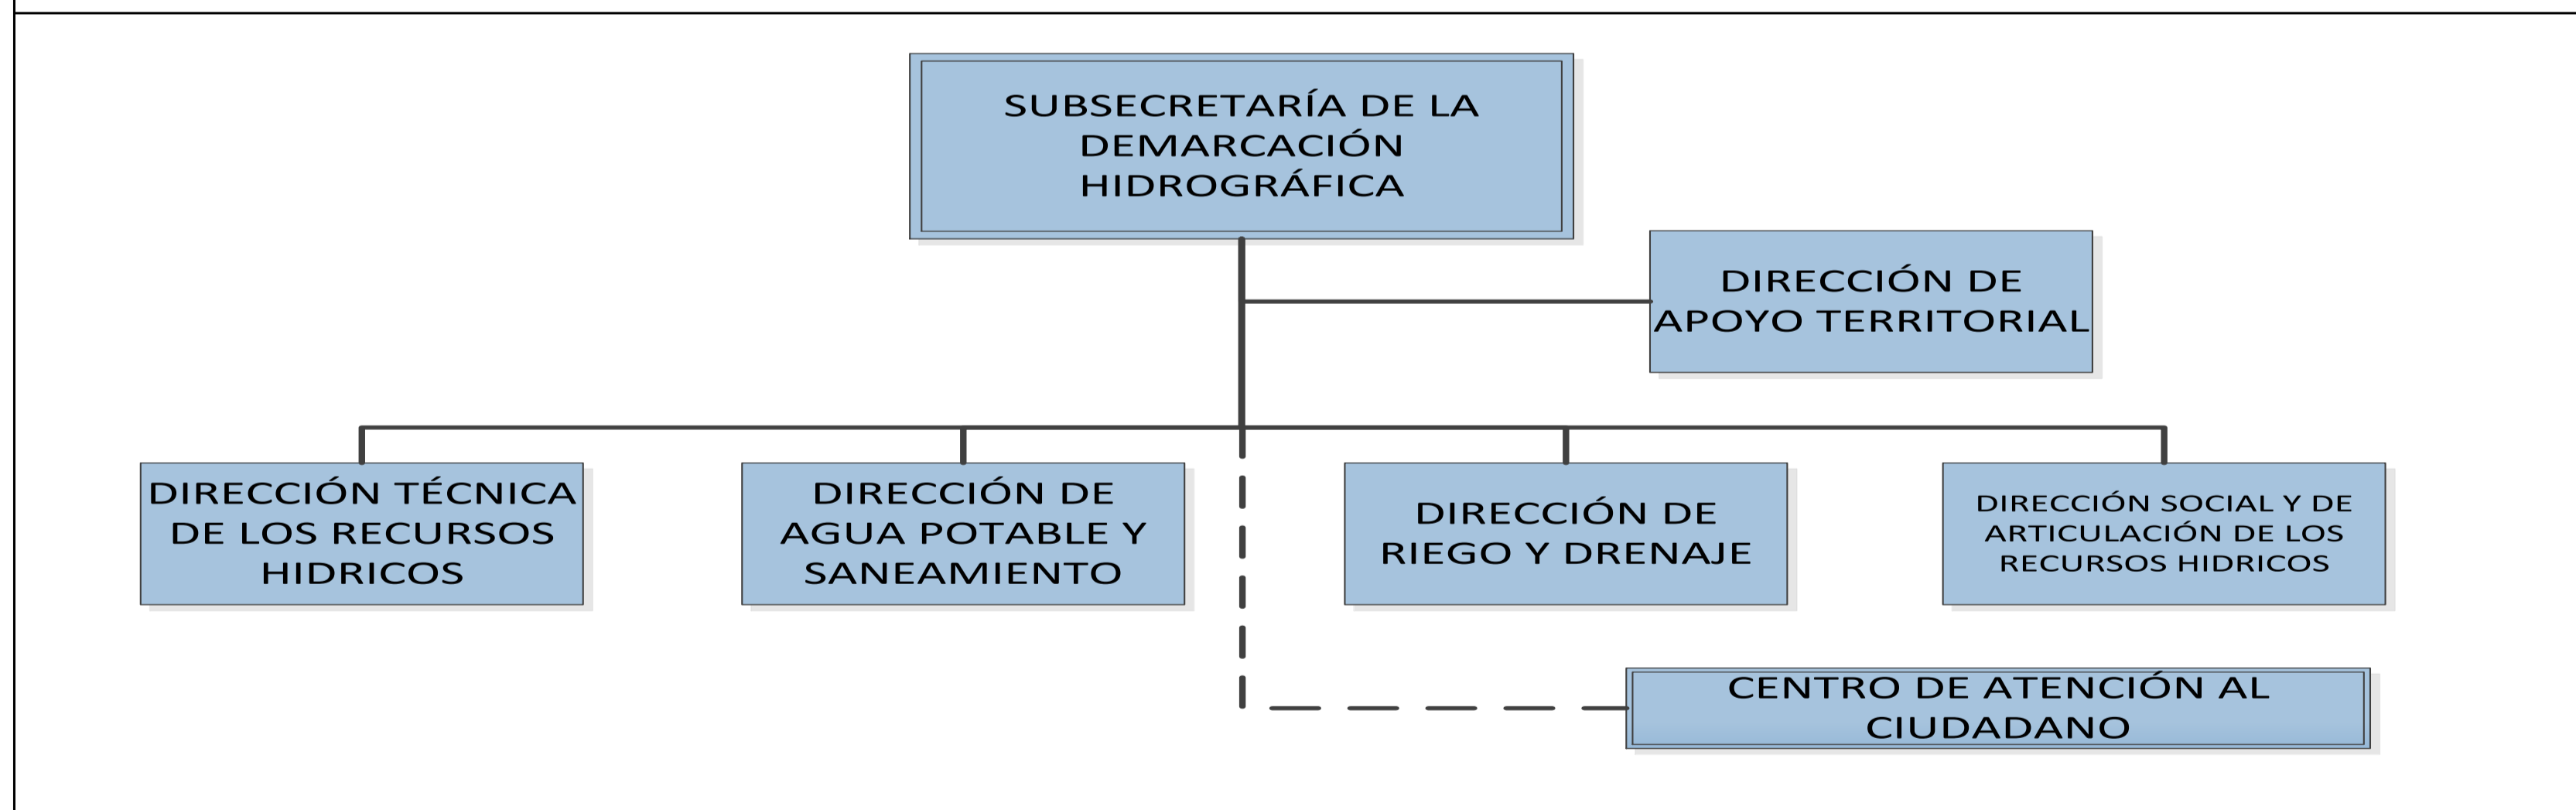 SUBSECRETARÍA DE LA
DEMARCACIÓN
HIDROGRÁFICA
DIRECCIÓN DE
APOYO TERRITORIAL
DIRECCIÓN TÉCNICA
DE LOS RECURSOS
HIDRICOS
DIRECCIÓN DE
AGUA POTABLE Y
SANEAMIENTO
DIRECCIÓN DE
RIEGO Y DRENAJE
DIRECCIÓN SOCIAL Y DE
ARTICULACIÓN DE LOS
RECURSOS HIDRICOS
CENTRO DE ATENCIÓN AL
CIUDADANO